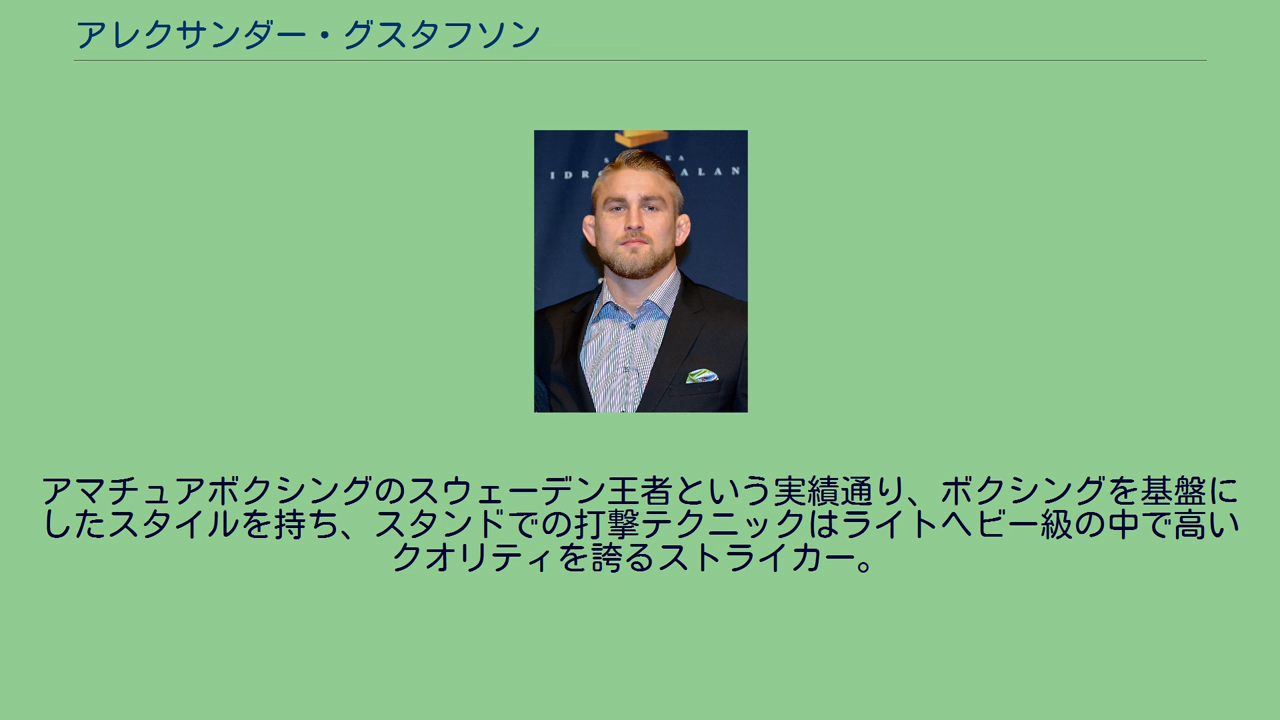 アレクサンダー・グスタフソン
IDR ALAN
アマチュアボクシングのスウェーデン王者という実績通り、ボクシングを基盤に
したスタイルを持ち、スタンドでの打撃テクニックはライトヘビー級の中で高い
クオリティを誇るストライカー。